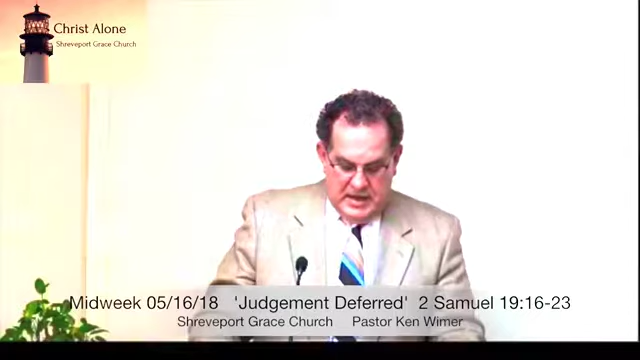 Christ Alone
Shreveport Grace Church
Midweek 05/16/18 'Judgement Deferred' 2 Samuel 19:16-23
Shreveport Grace Church Pastor Ken Wimer